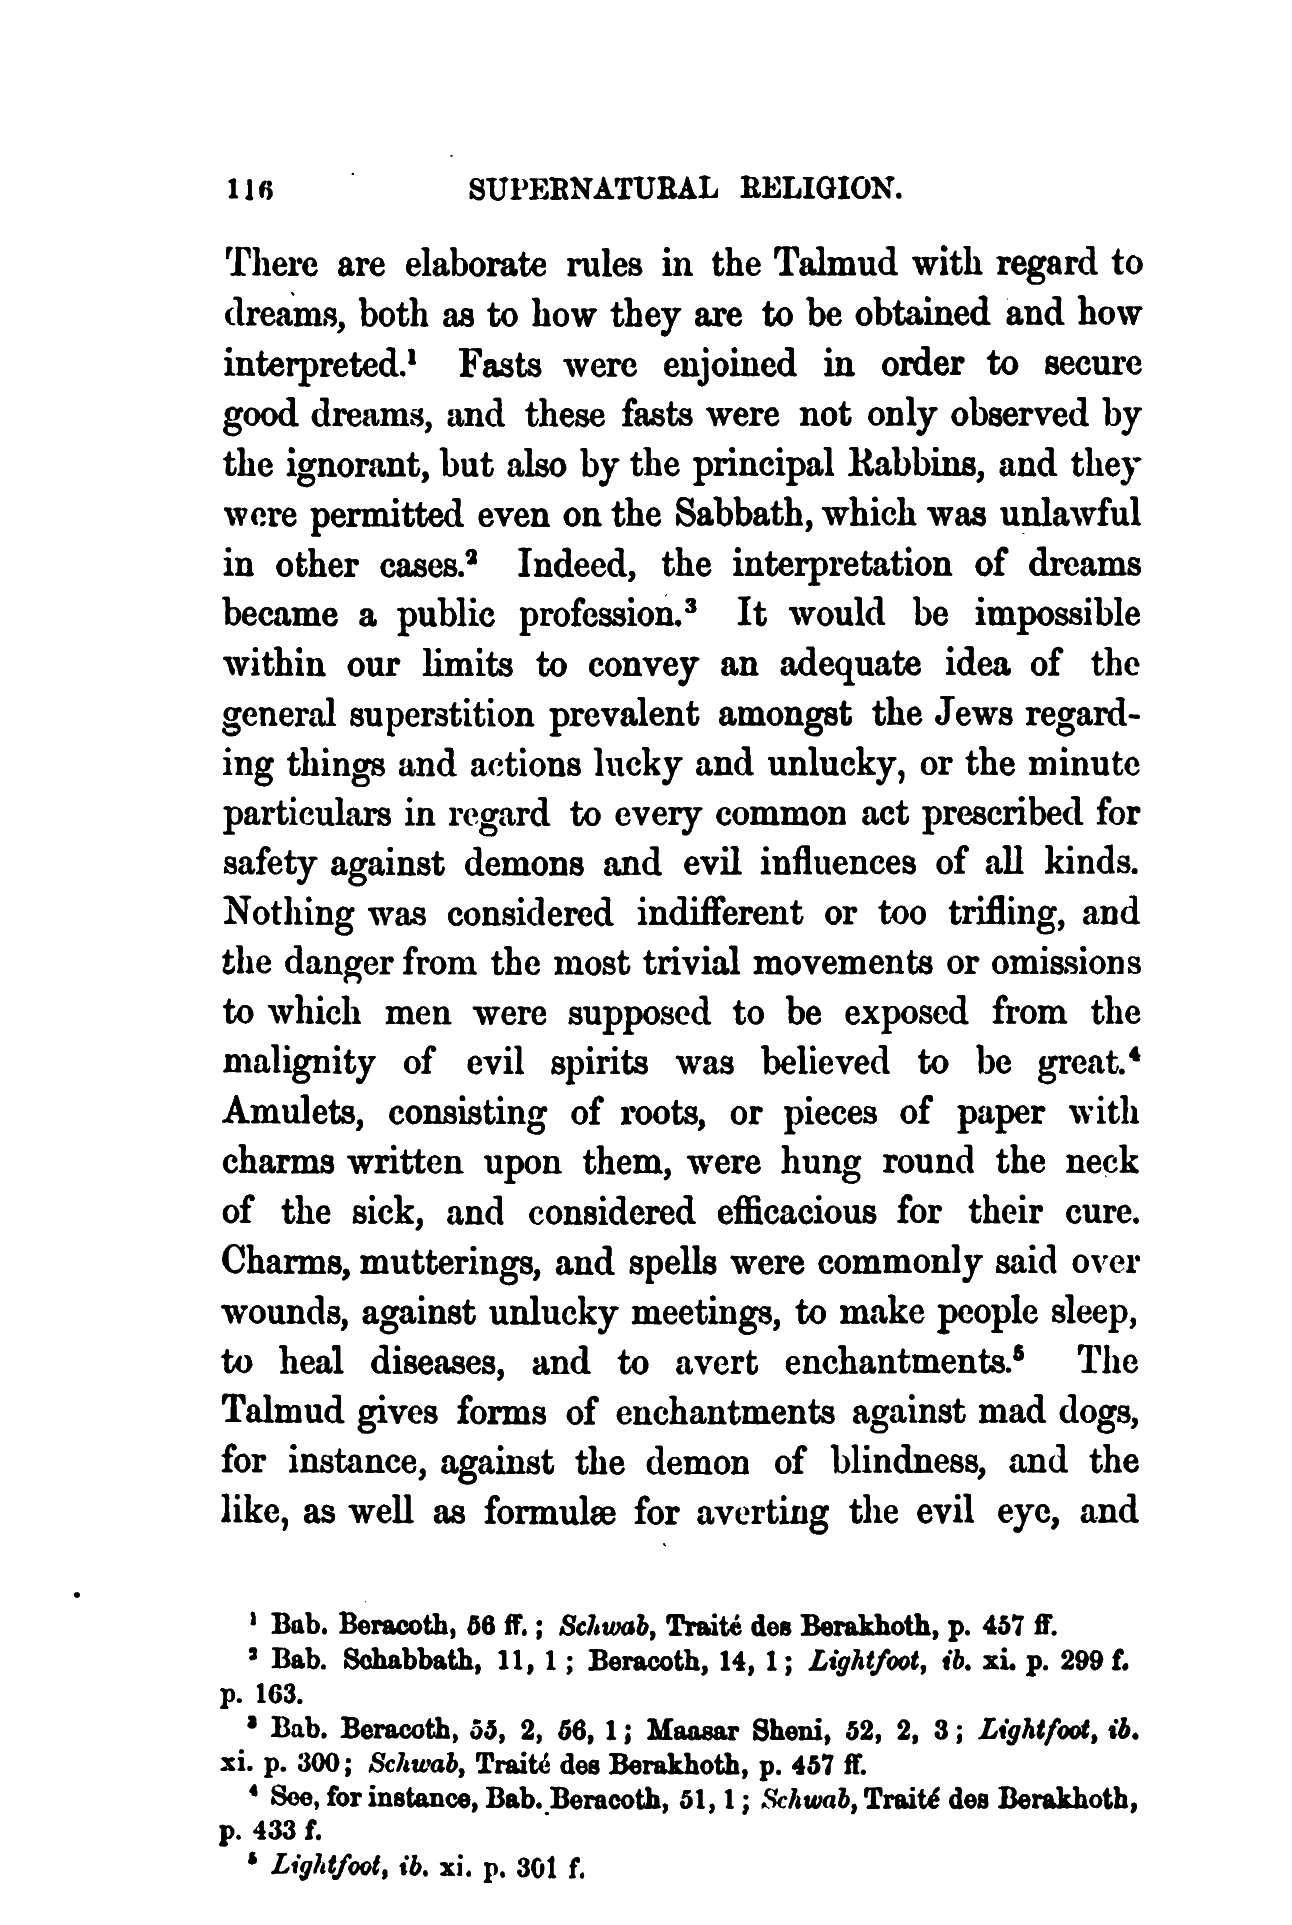 116 SUPERNATURAL RELIGION.
There are elaborate rules in the Talmud with regard to
dreams, both as to how they are to be obtained and how
interpreted.¹ Fasts were enjoined in order to secure
good dreams, and these fasts were not only observed by
the ignorant, but also by the principal Rabbins, and they
were permitted even on the Sabbath, which was unlawful
in other cases.² Indeed, the interpretation of dreams
became a public profession.³ It would be impossible
within our limits to convey an adequate idea of the
general superstition prevalent amongst the Jews regard-
ing things and actions lucky and unlucky, or the minute
particulars in regard to every common act prescribed for
safety against demons and evil influences of all kinds.
Nothing was considered indifferent or too trifling, and
the danger from the most trivial movements or omissions
to which men were supposed to be exposed from the
malignity of evil spirits was believed to be great.⁴
Amulets, consisting of roots, or pieces of paper with
charms written upon them, were hung round the neck
of the sick, and considered efficacious for their cure.
Charms, mutterings, and spells were commonly said over
wounds, against unlucky meetings, to make people sleep,
to heal diseases, and to avert enchantments.⁵ The
Talmud gives forms of enchantments against mad dogs,
for instance, against the demon of blindness, and the
like, as well as formulæ for averting the evil eye, and
¹ Bab. Beracoth, 56 ff.; Schwab, Traité des Berakhoth, p. 457 ff.
² Bab. Schabbath, 11, 1; Beracoth, 14, 1; Lightfoot, ib. xi. p. 299 f.
p. 163.
³ Bab. Beracoth, 55, 2, 56, 1; Maasar Sheni, 52, 2, 3; Lightfoot, ib.
xi. p. 300; Schwab, Traité des Berakhoth, p. 457 ff.
⁴ See, for instance, Bab. Beracoth, 51, 1; Schwab, Traité des Berakhoth,
p. 433 f.
⁵ Lightfoot, ib. xi. p. 301 f.